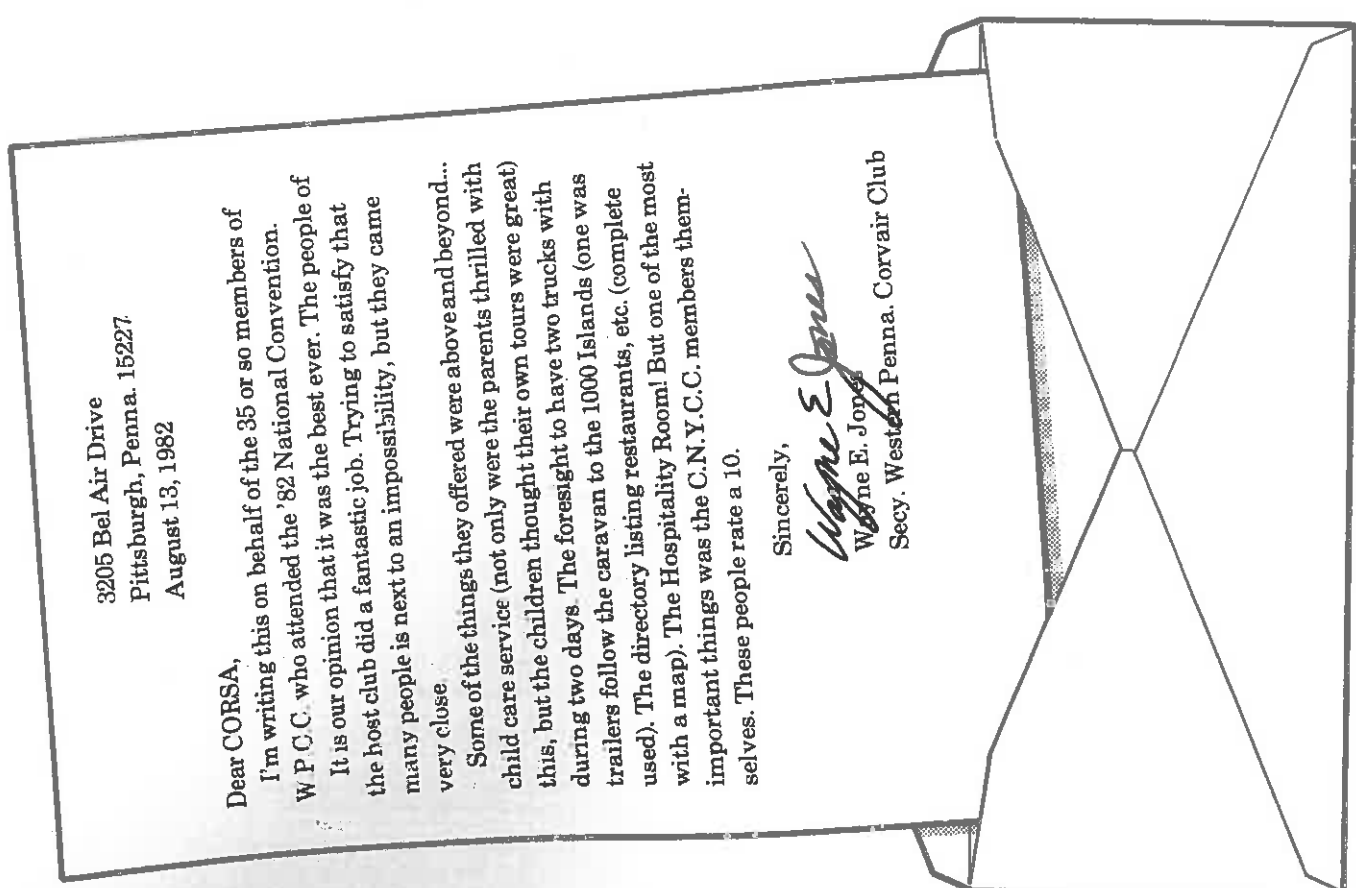 3205 Bel Air Drive
Pittsburgh, Penna. 15227
August 13, 1982
Dear CORSA,
I'm writing this on behalf of the 35 or so members of
W.P.C.C. who attended the '82 National Convention.
It is our opinion that it was the best ever. The people of
the host club did a fantastic job. Trying to satisfy that
many people is next to an impossibility, but they came
very close.
Some of the things they offered were above and beyond...
child care service (not only were the parents thrilled with
this, but the children thought their own tours were great)
during two days. The foresight to have two trucks with
trailers follow the caravan to the 1000 Islands (one was
used). The directory listing restaurants, etc. (complete
with a map). The Hospitality Room! But one of the most
important things was the C.N.Y.C.C. members them-
selves. These people rate a 10.
Sincerely,
Wayne E Jones
Wayne E. Jones
Secy. Western Penna. Corvair Club